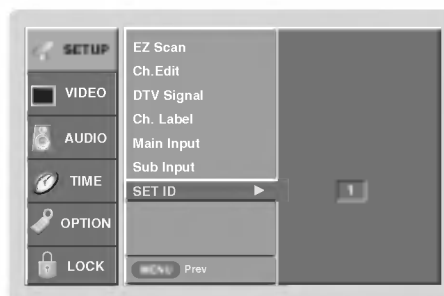 SETUP
VIDEO
AUDIO
TIME
OPTION
LOCK
EZ Scan
Ch.Edit
DTV Signal
Ch. Label
Main Input
Sub Input
SET ID
1
MENU Prev